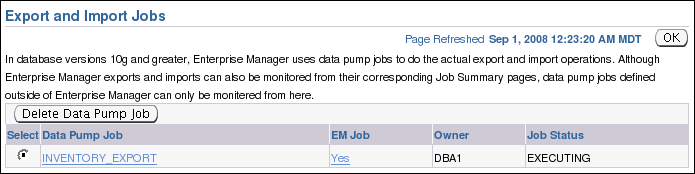 Export and Import Jobs
Page Refreshed Sep 1, 2008 12:23:20 AM MDT OK
In database versions 10g and greater, Enterprise Manager uses data pump jobs to do the actual export and import operations. Although
Enterprise Manager exports and imports can also be monitored from their corresponding Job Summary pages, data pump jobs defined
outside of Enterprise Manager can only be monitored from here.
Delete Data Pump Job
Select Data Pump Job EM Job Owner Job Status
INVENTORY_EXPORT Yes DBA1 EXECUTING